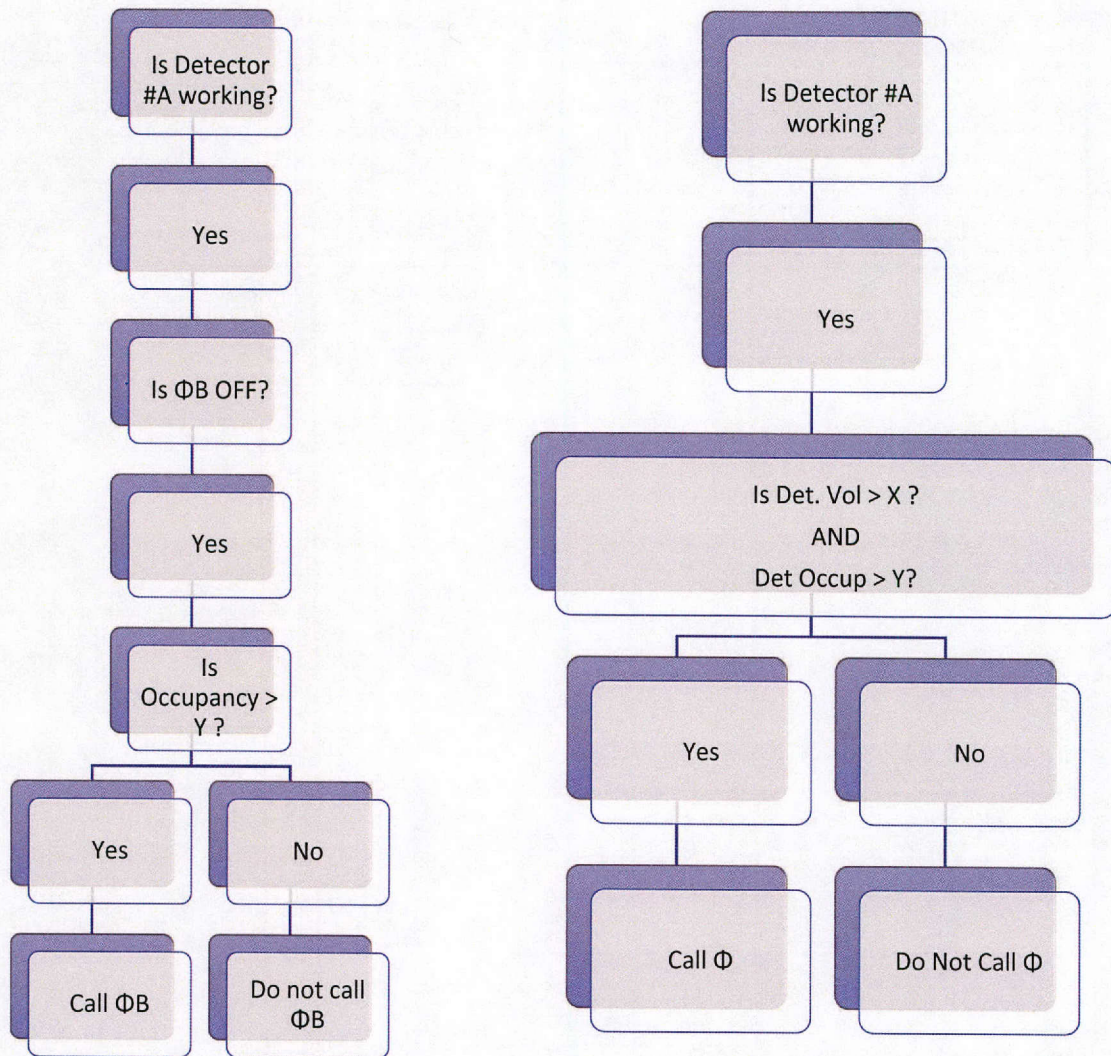 Is Detector
#A working?
Yes
Is ΦB OFF?
Yes
Is
Occupancy >
Y ?
Yes
No
Call ΦB
Do not call
ΦB
Is Detector #A
working?
Yes
Is Det. Vol > X ?
AND
Det Occup > Y?
Yes
No
Call Φ
Do Not Call Φ